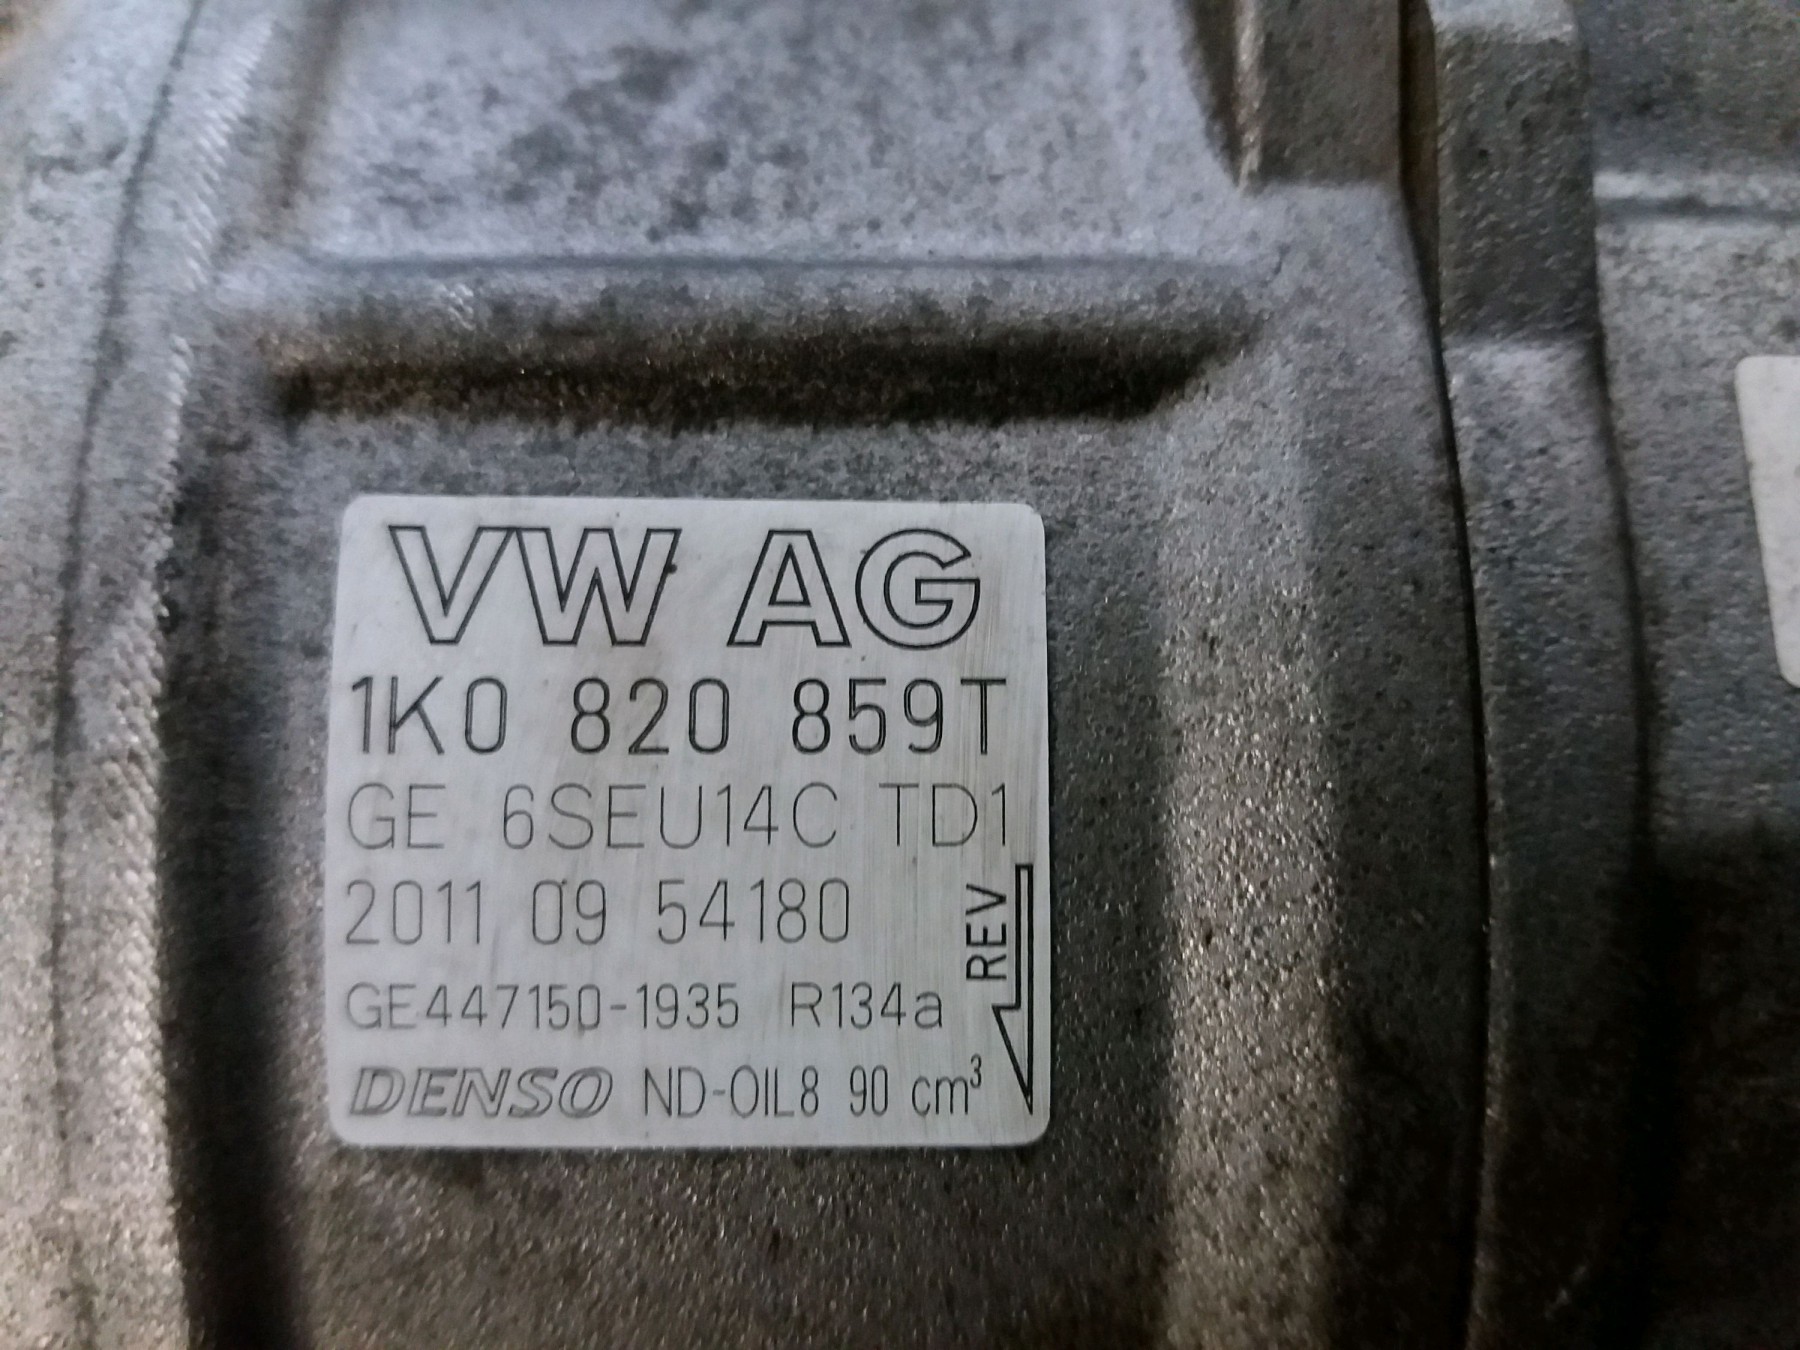 VW AG
1K0 820 859T
GE 6SEU14C TD1
2011 09 54180
REV
GE447150-1935 R134a
DENSO ND-OIL8 90 cm³